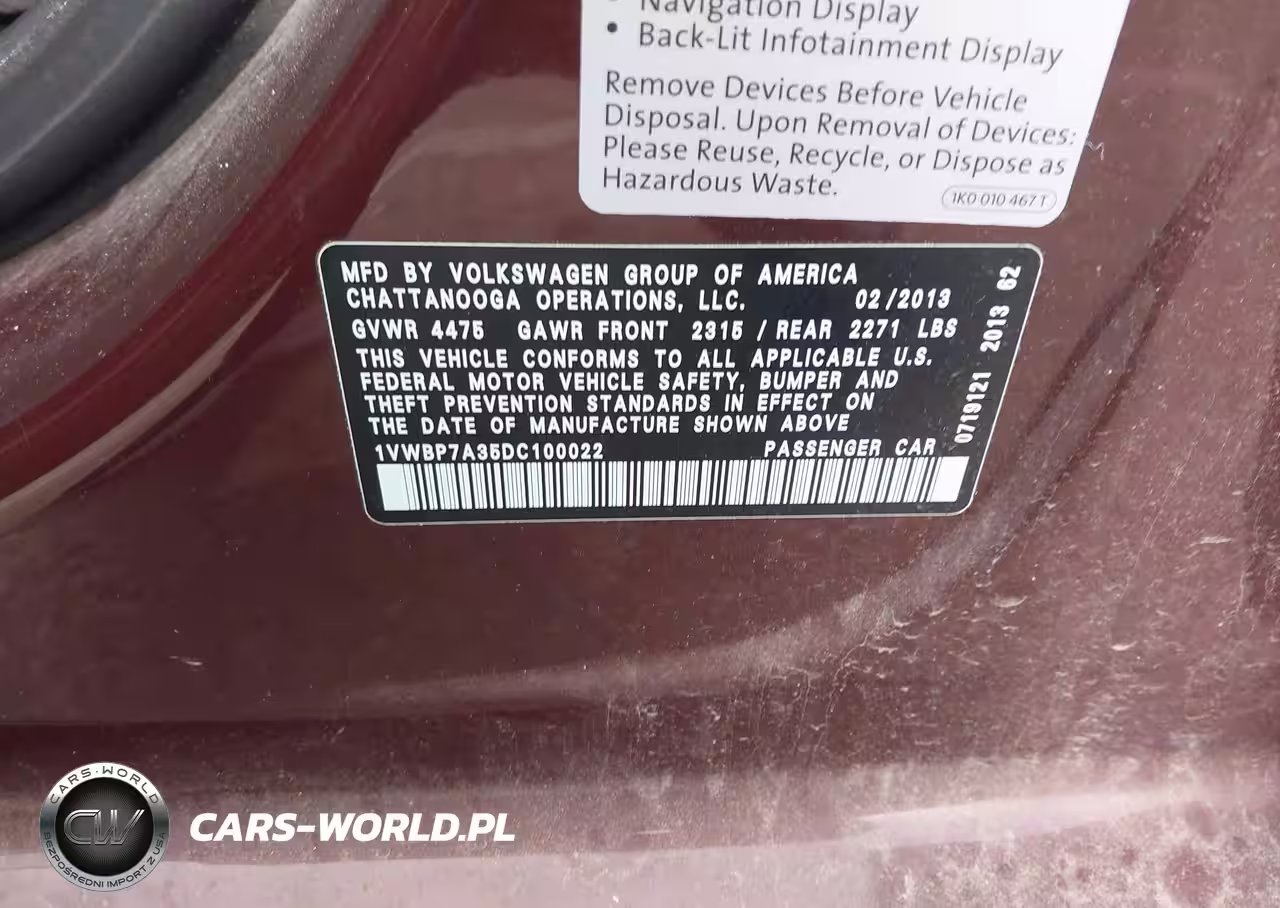 • Navigation Display
• Back-Lit Infotainment Display
Remove Devices Before Vehicle
Disposal. Upon Removal of Devices:
Please Reuse, Recycle, or Dispose as
Hazardous Waste.
1K0 010 467 T
MFD BY VOLKSWAGEN GROUP OF AMERICA
CHATTANOOGA OPERATIONS, LLC. 02/2013
GVWR 4475 GAWR FRONT 2315 / REAR 2271 LBS
THIS VEHICLE CONFORMS TO ALL APPLICABLE U.S.
FEDERAL MOTOR VEHICLE SAFETY, BUMPER AND
THEFT PREVENTION STANDARDS IN EFFECT ON
THE DATE OF MANUFACTURE SHOWN ABOVE
1VWBP7A35DC100022 PASSENGER CAR
0719121 2013 62
CARS-WORLD
CW
BEZPOŚREDNI IMPORT Z USA
CARS-WORLD.PL